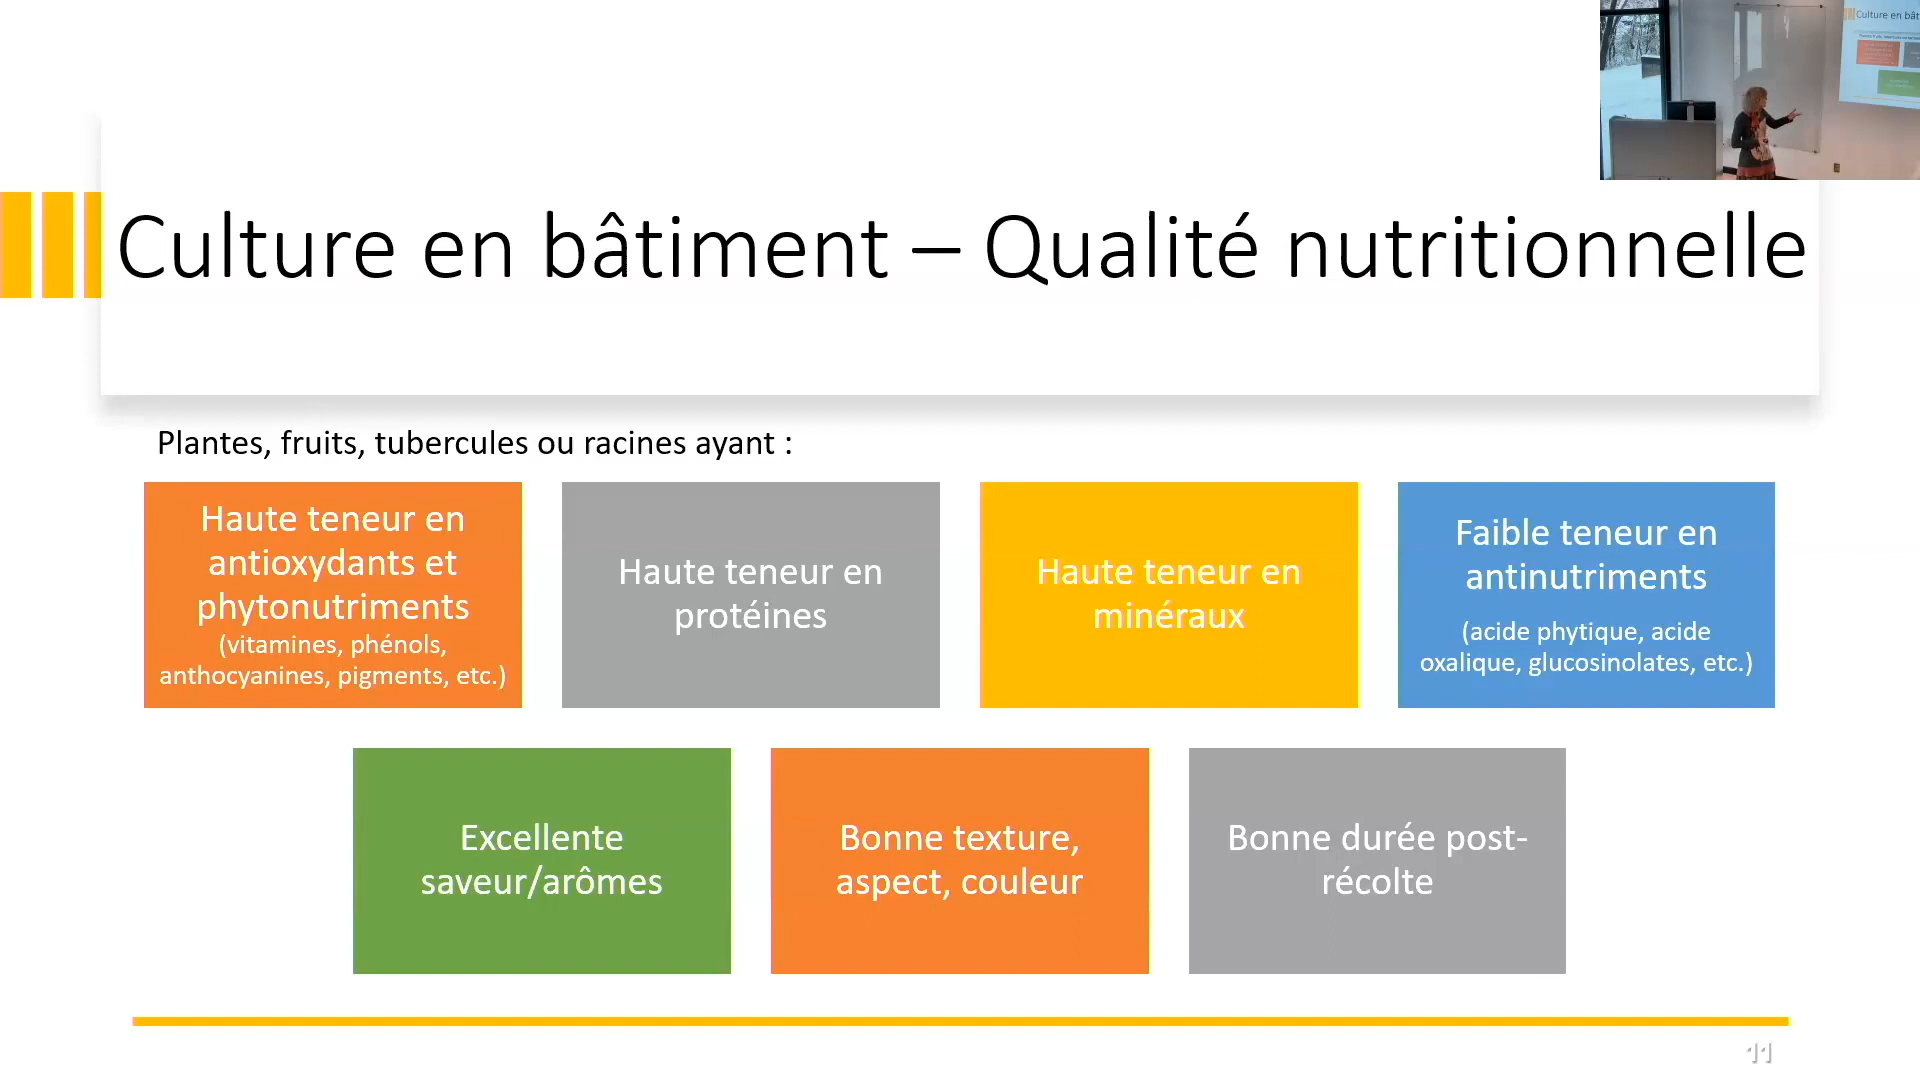 Culture en bât
Culture en bâtiment – Qualité nutritionnelle
Plantes, fruits, tubercules ou racines ayant :
Haute teneur en
antioxydants et
phytonutriments
(vitamines, phénols,
anthocyanines, pigments, etc.)
Haute teneur en
protéines
Haute teneur en
minéraux
Faible teneur en
antinutriments
(acide phytique, acide
oxalique, glucosinolates, etc.)
Excellente
saveur/arômes
Bonne texture,
aspect, couleur
Bonne durée post-
récolte
11